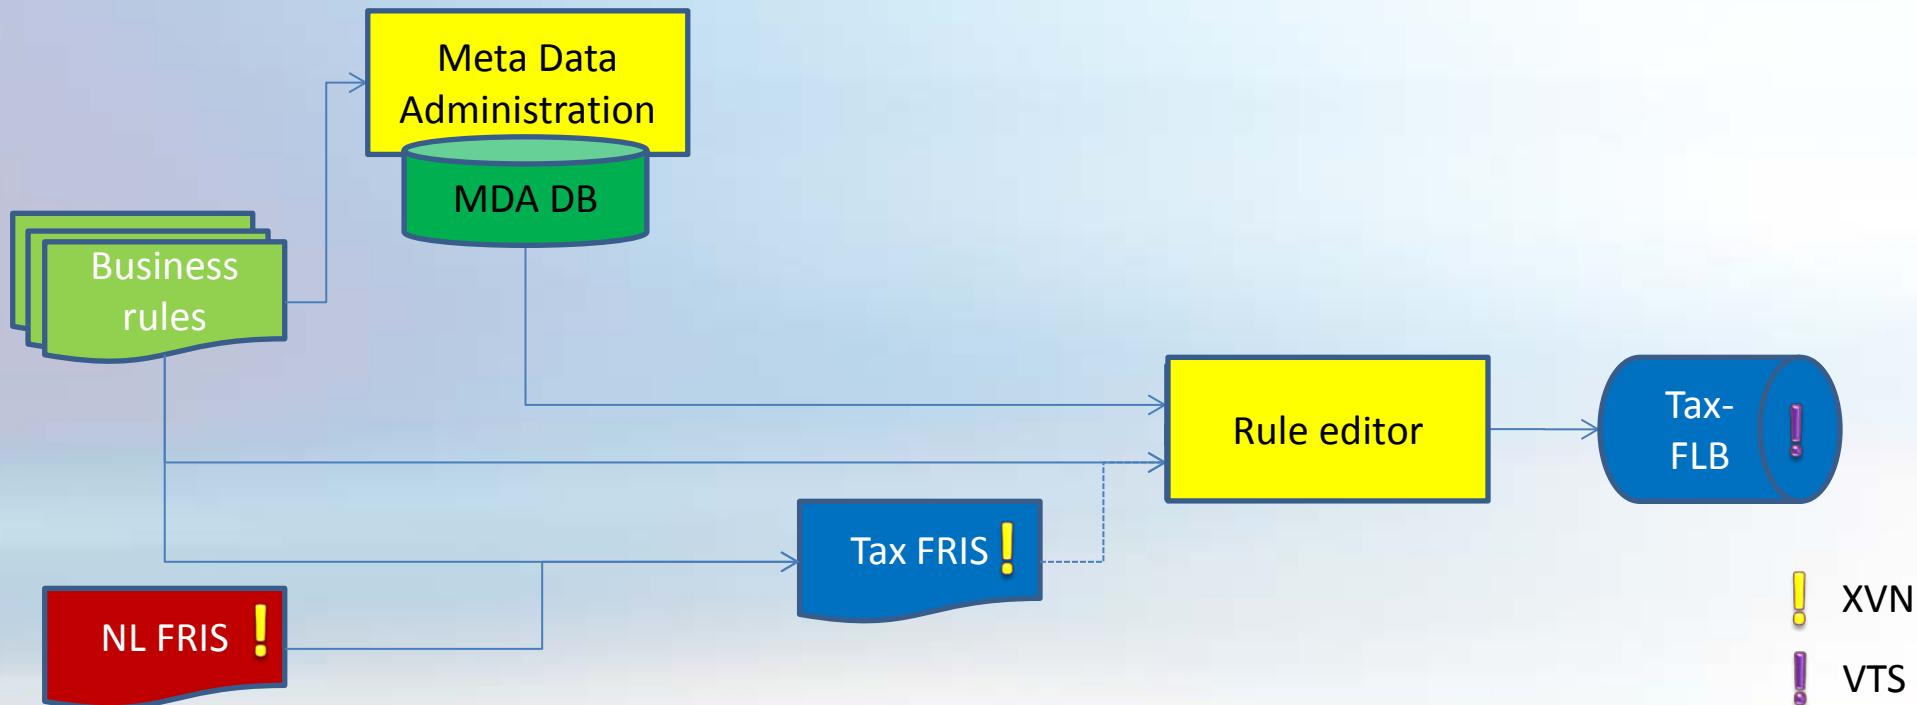 Meta Data
Administration
MDA DB
Business
rules
Rule editor
Tax-
FLB
Tax FRIS
NL FRIS
XVN
VTS